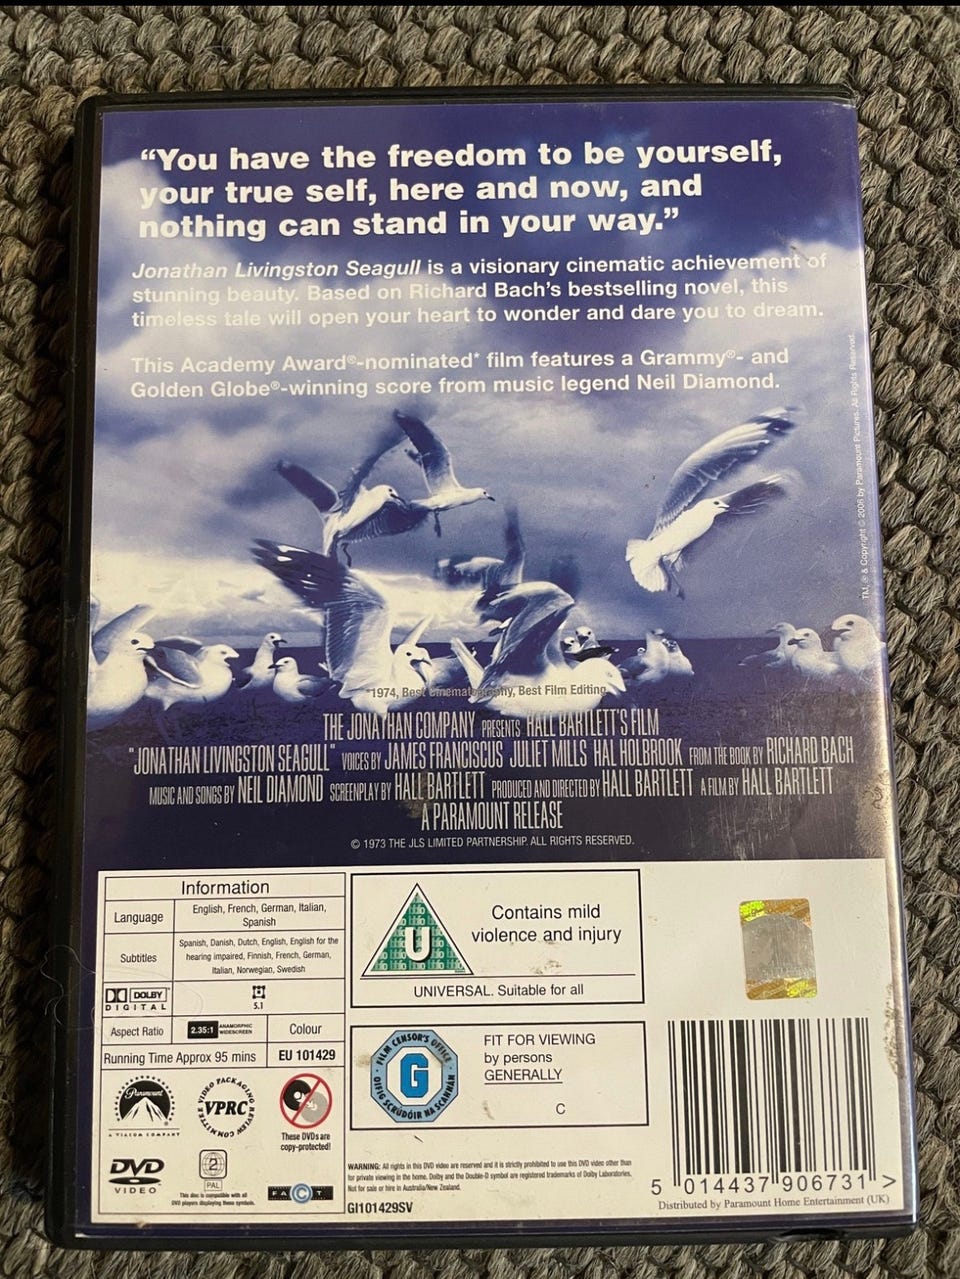 “You have the freedom to be yourself,
your true self, here and now, and
nothing can stand in your way.”
Jonathan Livingston Seagull is a visionary cinematic achievement of
stunning beauty. Based on Richard Bach's bestselling novel, this
timeless tale will open your heart to wonder and dare you to dream.
This Academy Award®-nominated* film features a Grammy®- and
Golden Globe®-winning score from music legend Neil Diamond.
TM, ® & Copyright © 2006 by Paramount Pictures. All Rights Reserved.
*1974, Best Cinematography, Best Film Editing
THE JONATHAN COMPANY PRESENTS HALL BARTLETT'S FILM
"JONATHAN LIVINGSTON SEAGULL" VOICES BY JAMES FRANCISCUS JULIET MILLS HAL HOLBROOK FROM THE BOOK BY RICHARD BACH
MUSIC AND SONGS BY NEIL DIAMOND SCREENPLAY BY HALL BARTLETT PRODUCED AND DIRECTED BY HALL BARTLETT A FILM BY HALL BARTLETT
A PARAMOUNT RELEASE
© 1973 THE JLS LIMITED PARTNERSHIP. ALL RIGHTS RESERVED.
Information
Language
English, French, German, Italian,
Spanish
Subtitles
Spanish, Danish, Dutch, English, English for the
hearing impaired, Finnish, French, German,
Italian, Norwegian, Swedish
DOLBY
DIGITAL
5.1
Aspect Ratio
2.35:1
ANAMORPHIC
WIDESCREEN
Colour
Running Time Approx 95 mins
EU 101429
Paramount
A VIACOM COMPANY
VIDEO PACKAGING REVIEW COMMITTEE
VPRC
These DVDs are
copy-protected!
DVD
VIDEO
2
PAL
This disc is compatible with all
DVD players displaying these symbols.
FACT
U
Contains mild
violence and injury
UNIVERSAL. Suitable for all
FILM CENSOR'S OFFICE
OIFIG SCRÚDÓIR NA SCANNÁN
G
FIT FOR VIEWING
by persons
GENERALLY
C
WARNING: All rights in this DVD video are reserved and it is strictly prohibited to use this DVD video other than
for private viewing in the home. Dolby and the Double-D symbol are registered trademarks of Dolby Laboratories.
Not for sale or hire in Australia/New Zealand.
GI101429SV
5 014437 906731 >
Distributed by Paramount Home Entertainment (UK)